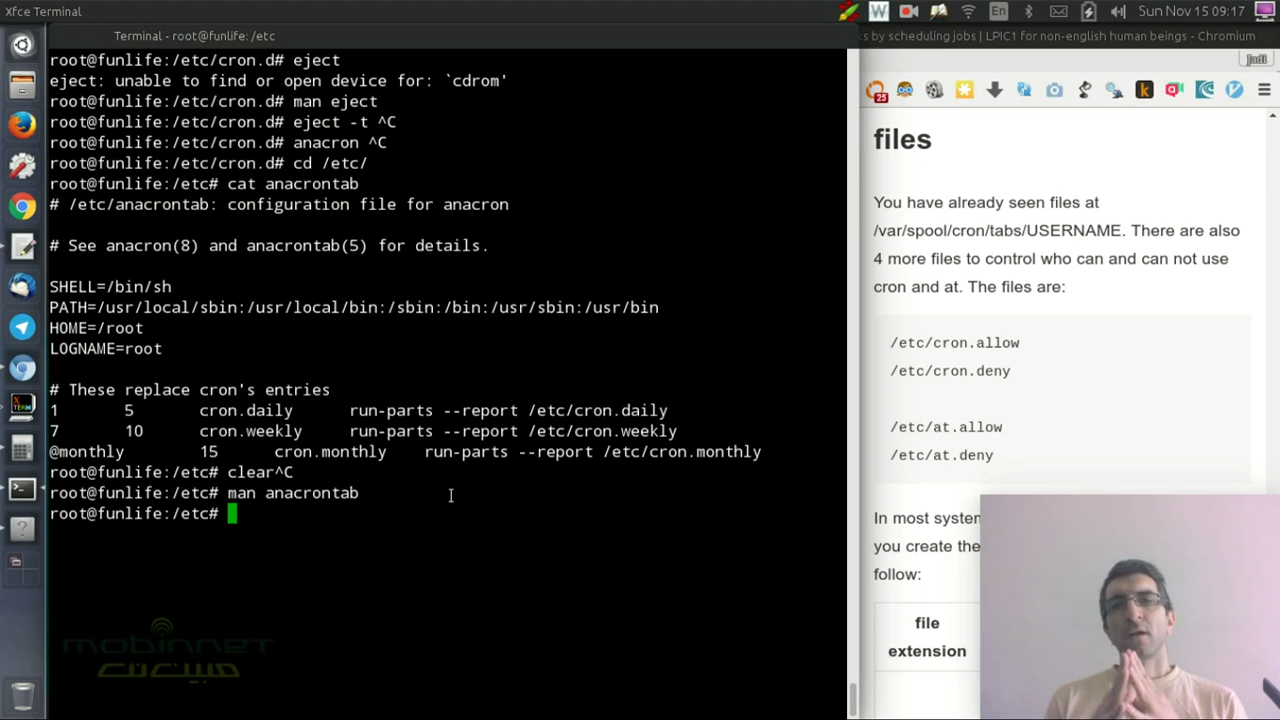 Xfce Terminal
En
Sun Nov 15 09:17
Terminal - root@funlife: /etc
ts by scheduling jobs | LPIC1 for non-english human beings - Chromium
Jadi
25
root@funlife:/etc/cron.d# eject
eject: unable to find or open device for: `cdrom'
root@funlife:/etc/cron.d# man eject
root@funlife:/etc/cron.d# eject -t ^C
root@funlife:/etc/cron.d# anacron ^C
root@funlife:/etc/cron.d# cd /etc/
root@funlife:/etc# cat anacrontab
# /etc/anacrontab: configuration file for anacron
# See anacron(8) and anacrontab(5) for details.
SHELL=/bin/sh
PATH=/usr/local/sbin:/usr/local/bin:/sbin:/bin:/usr/sbin:/usr/bin
HOME=/root
LOGNAME=root
# These replace cron's entries
1 5 cron.daily run-parts --report /etc/cron.daily
7 10 cron.weekly run-parts --report /etc/cron.weekly
@monthly 15 cron.monthly run-parts --report /etc/cron.monthly
root@funlife:/etc# clear^C
root@funlife:/etc# man anacrontab
root@funlife:/etc#
mobinnet
مبین‌نت
files
You have already seen files at
/var/spool/cron/tabs/USERNAME. There are also
4 more files to control who can and can not use
cron and at. The files are:
/etc/cron.allow
/etc/cron.deny
/etc/at.allow
/etc/at.deny
In most system
you create the
follow:
file
extension